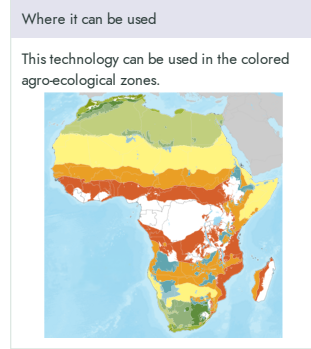 Where it can be used
This technology can be used in the colored
agro-ecological zones.